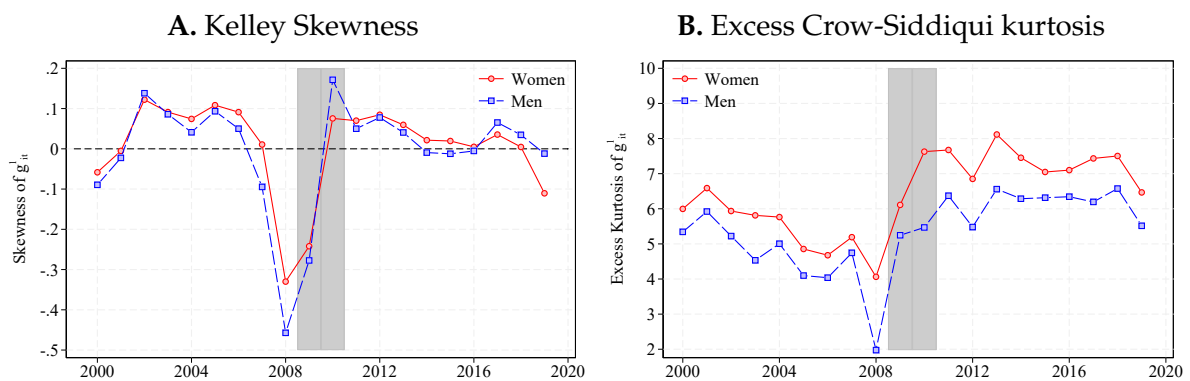 A. Kelley Skewness
Skewness of g¹ᵢₜ
.2
.1
0
-.1
-.2
-.3
-.4
-.5
Women
Men
2000 2004 2008 2012 2016 2020
B. Excess Crow-Siddiqui kurtosis
Excess Kurtosis of g¹ᵢₜ
10
9
8
7
6
5
4
3
2
Women
Men
2000 2004 2008 2012 2016 2020